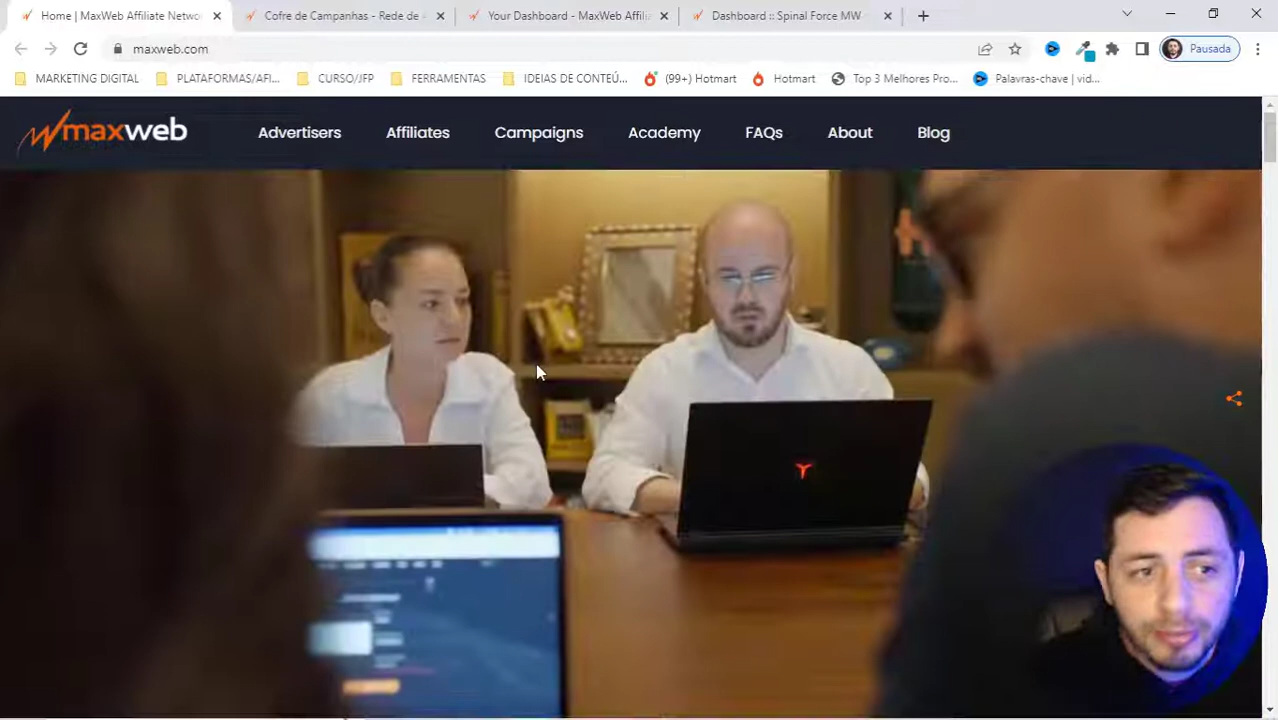 Home | MaxWeb Affiliate Netwo
Cofre de Campanhas - Rede de
Your Dashboard - MaxWeb Affili
Dashboard :: Spinal Force MW
maxweb.com
Pausada
MARKETING DIGITAL
PLATAFORMAS/AFI...
CURSO/JFP
FERRAMENTAS
IDEIAS DE CONTEÚ...
(99+) Hotmart
Hotmart
Top 3 Melhores Pro...
Palavras-chave | vid...
maxweb
Advertisers
Affiliates
Campaigns
Academy
FAQs
About
Blog